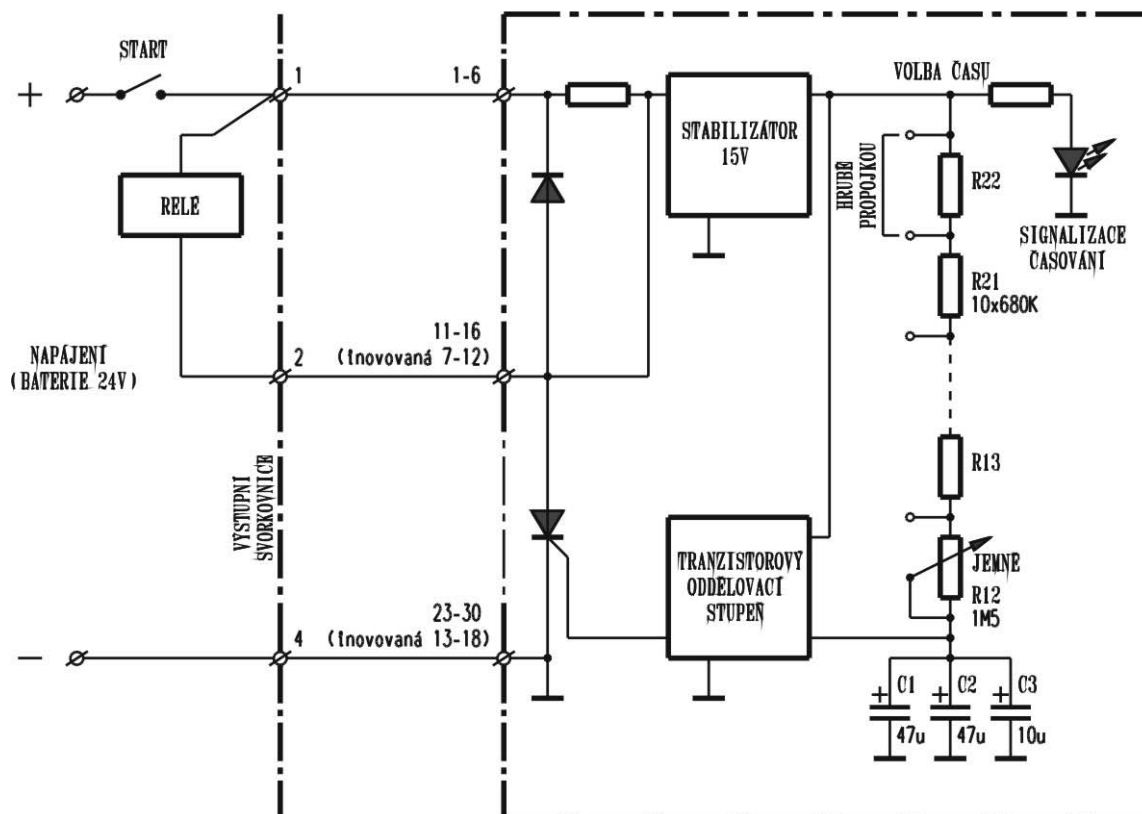 START
+
1
1-6
VOLBA ČASU
STABILIZÁTOR
15V
RELÉ
HRUBĚ
PROPOJKOU
R22
SIGNALIZACE
ČASOVÁNÍ
R21
10x680K
11-16
2 (inovovaná 7-12)
NAPÁJENÍ
(BATERIE 24V)
R13
VÝSTUPNÍ
SVORKOVNICE
TRANZISTOROVÝ
ODDĚLOVACÍ
STUPEŇ
JEMNĚ
R12
1M5
23-30
4 (inovovaná 13-18)
−
+ C1
47u
+ C2
47u
+ C3
10u